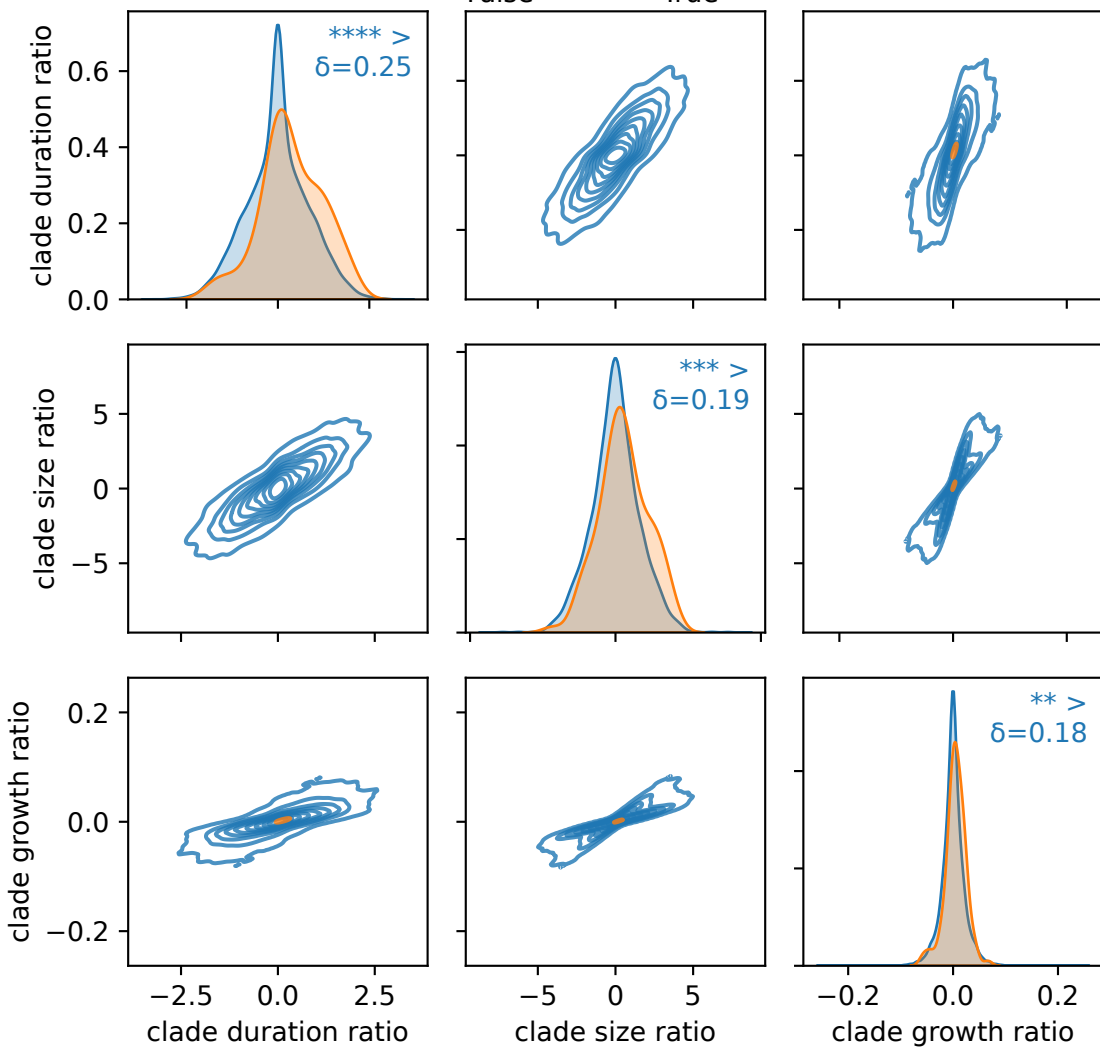 clade duration ratio
0.6
0.4
0.2
0.0
**** >
δ=0.25
clade size ratio
5
0
−5
*** >
δ=0.19
clade growth ratio
0.2
0.0
−0.2
** >
δ=0.18
−2.5 0.0 2.5
−5 0 5
−0.2 0.0 0.2
clade duration ratio
clade size ratio
clade growth ratio